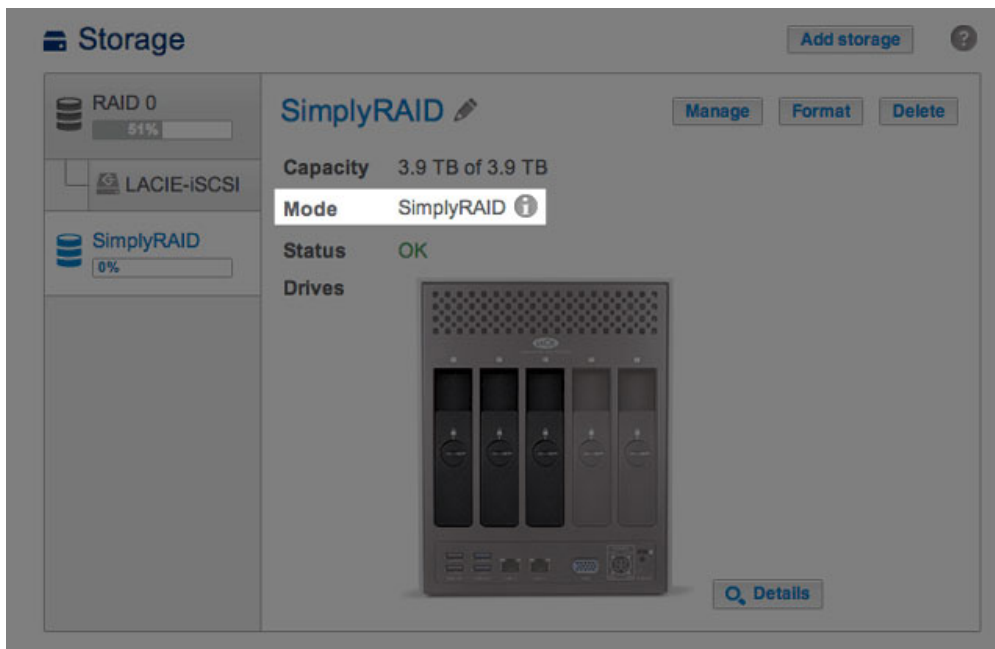 Storage
Add storage
?
RAID 0
51%
LACIE-iSCSI
SimplyRAID
0%
SimplyRAID
Manage
Format
Delete
Capacity 3.9 TB of 3.9 TB
Mode SimplyRAID i
Status OK
Drives
LACIE
Details